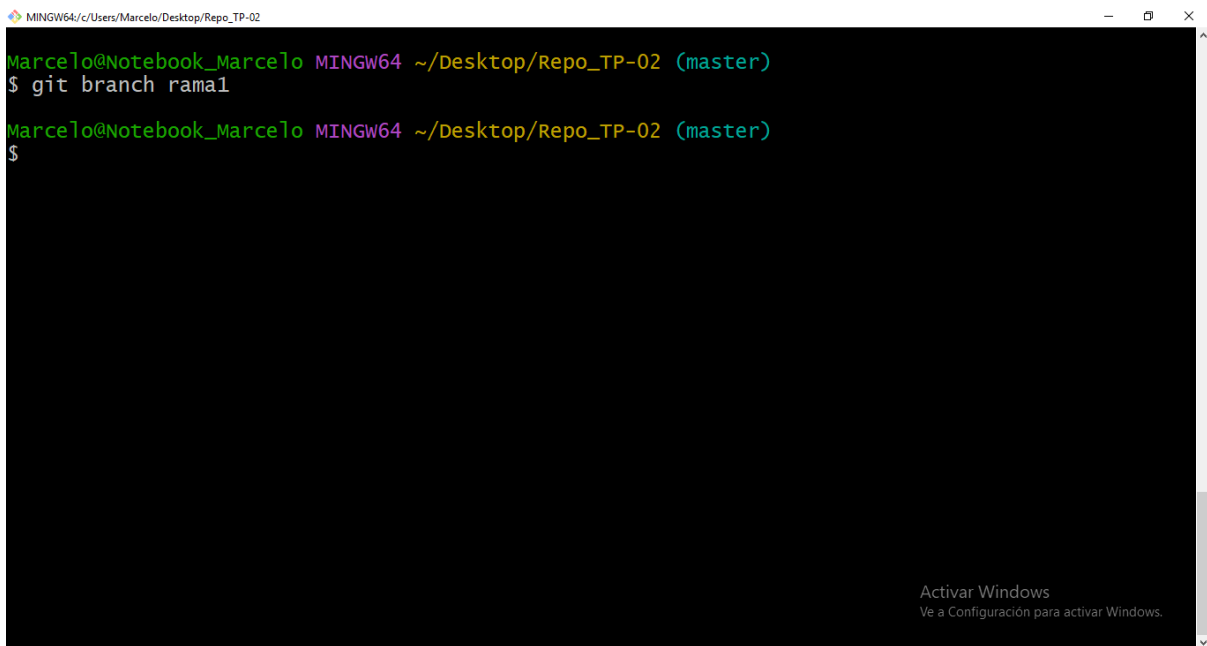 MINGW64:/c/Users/Marcelo/Desktop/Repo_TP-02
Marcelo@Notebook_Marcelo MINGW64 ~/Desktop/Repo_TP-02 (master)
$ git branch rama1
Marcelo@Notebook_Marcelo MINGW64 ~/Desktop/Repo_TP-02 (master)
$
Activar Windows
Ve a Configuración para activar Windows.